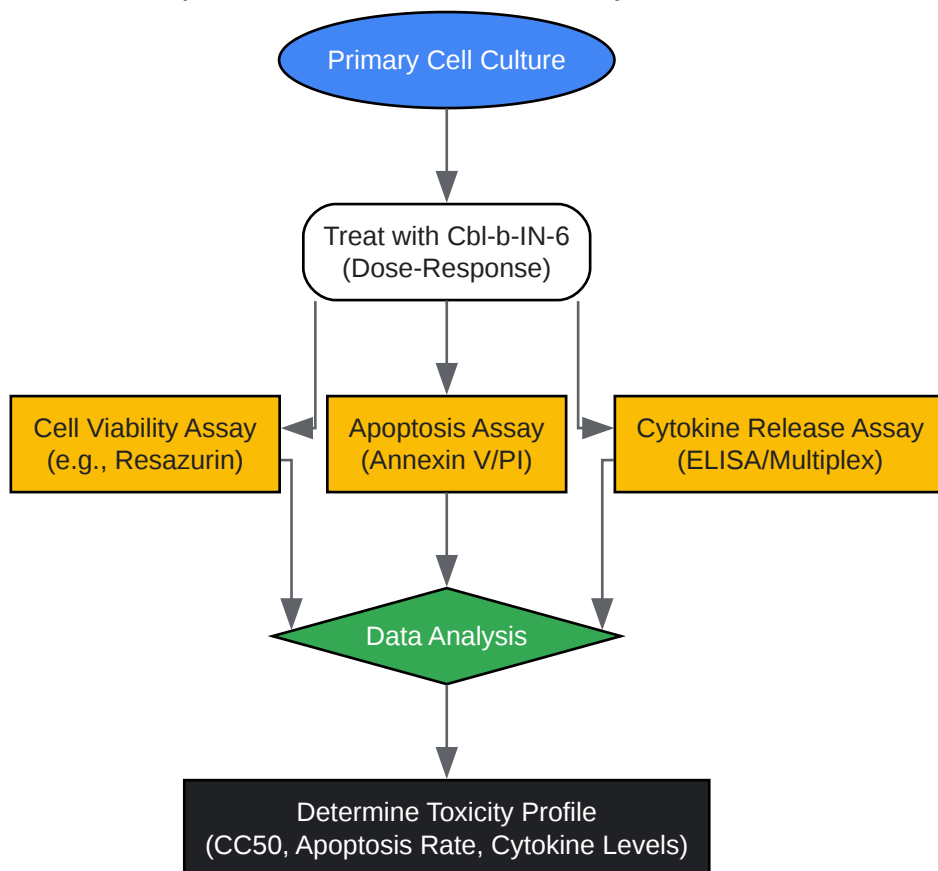 Primary Cell Culture
Treat with Cbl-b-IN-6
(Dose-Response)
Cell Viability Assay
(e.g., Resazurin)
Apoptosis Assay
(Annexin V/PI)
Cytokine Release Assay
(ELISA/Multiplex)
Data Analysis
Determine Toxicity Profile
(CC50, Apoptosis Rate, Cytokine Levels)